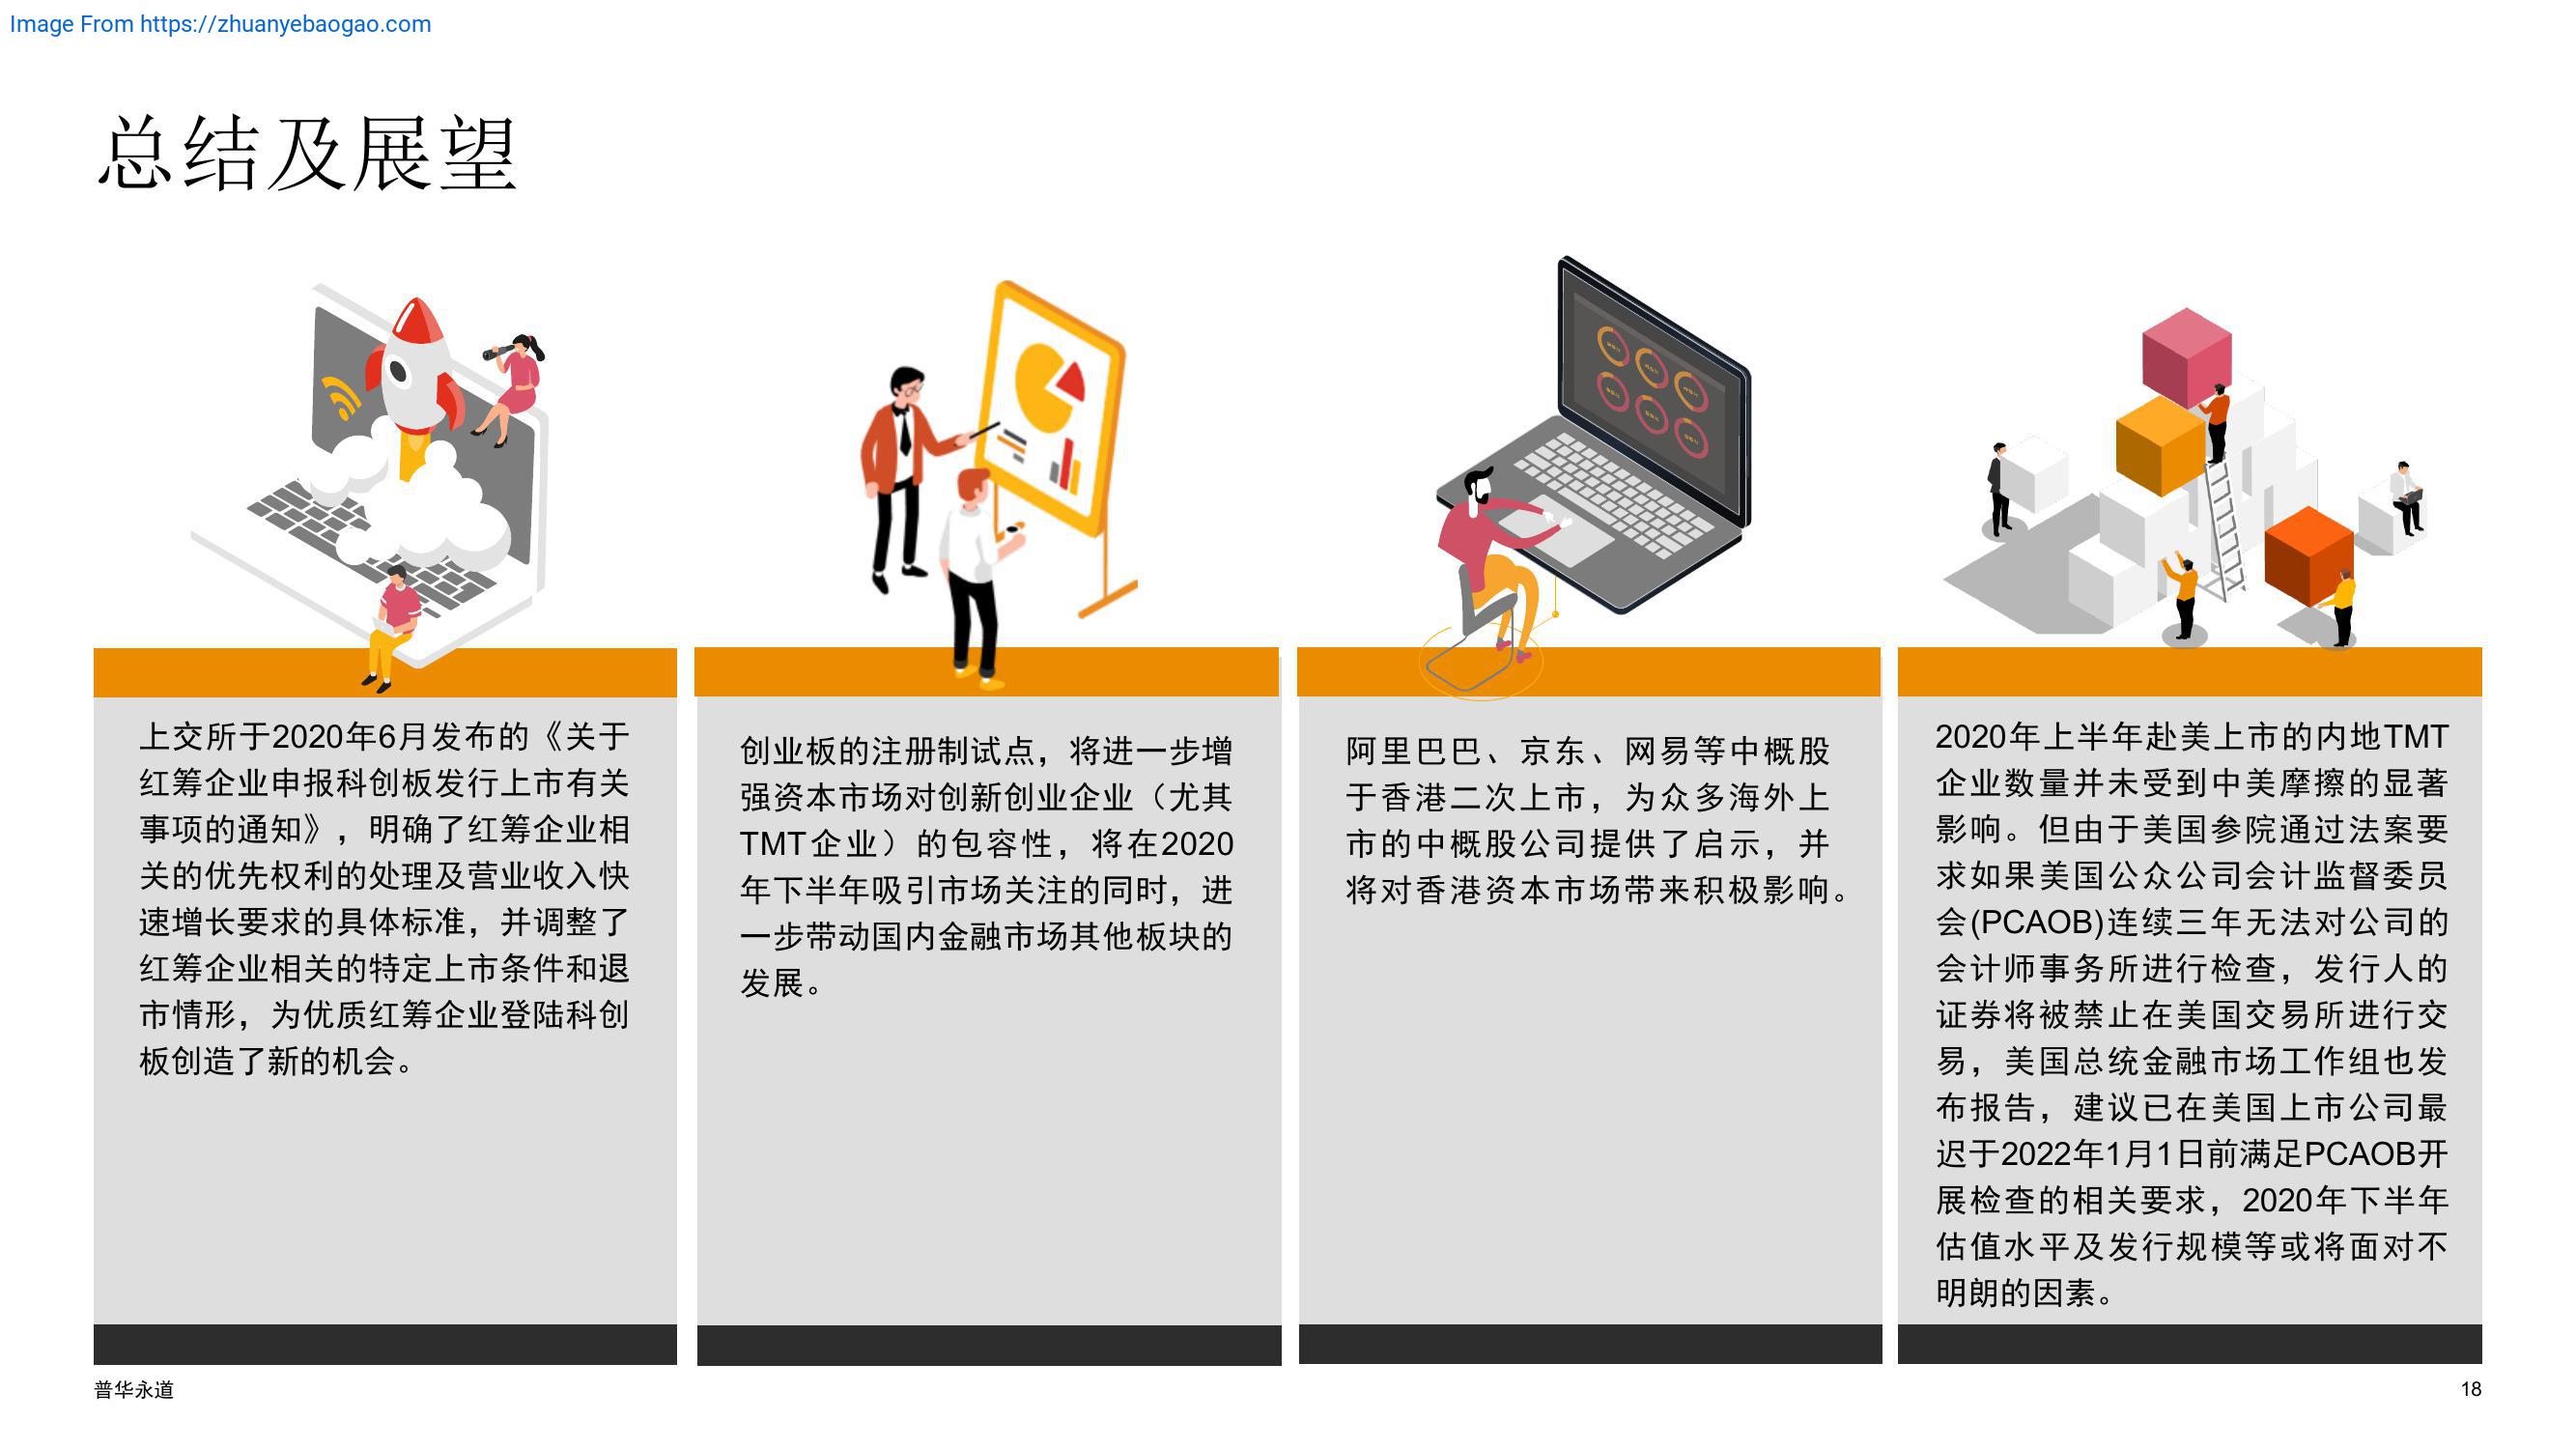 Image From https://zhuanyebaogao.com
总结及展望
上交所于2020年6月发布的《关于
红筹企业申报科创板发行上市有关
事项的通知》，明确了红筹企业相
关的优先权利的处理及营业收入快
速增长要求的具体标准，并调整了
红筹企业相关的特定上市条件和退
市情形，为优质红筹企业登陆科创
板创造了新的机会。
创业板的注册制试点，将进一步增
强资本市场对创新创业企业（尤其
TMT企业）的包容性，将在2020
年下半年吸引市场关注的同时，进
一步带动国内金融市场其他板块的
发展。
阿里巴巴、京东、网易等中概股
于香港二次上市，为众多海外上
市的中概股公司提供了启示，并
将对香港资本市场带来积极影响。
2020年上半年赴美上市的内地TMT
企业数量并未受到中美摩擦的显著
影响。但由于美国参院通过法案要
求如果美国公众公司会计监督委员
会(PCAOB)连续三年无法对公司的
会计师事务所进行检查，发行人的
证券将被禁止在美国交易所进行交
易，美国总统金融市场工作组也发
布报告，建议已在美国上市公司最
迟于2022年1月1日前满足PCAOB开
展检查的相关要求，2020年下半年
估值水平及发行规模等或将面对不
明朗的因素。
普华永道
18